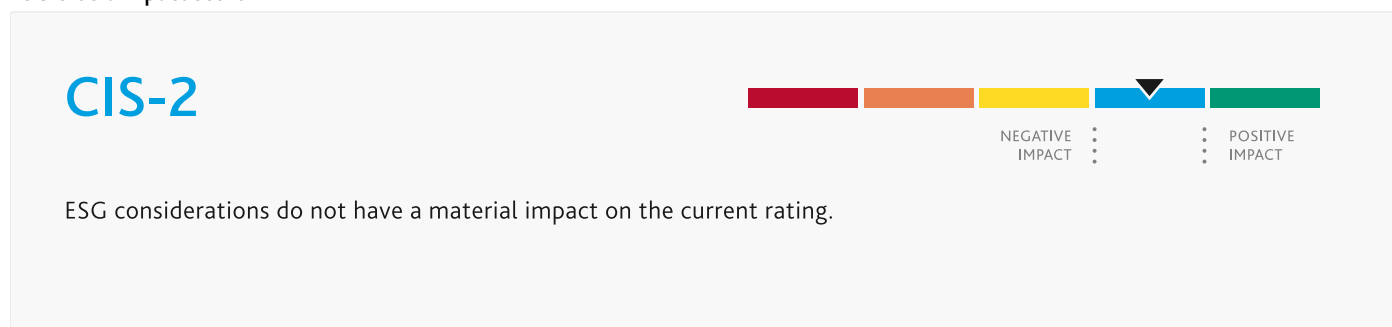 CIS-2
NEGATIVE
IMPACT
POSITIVE
IMPACT
ESG considerations do not have a material impact on the current rating.